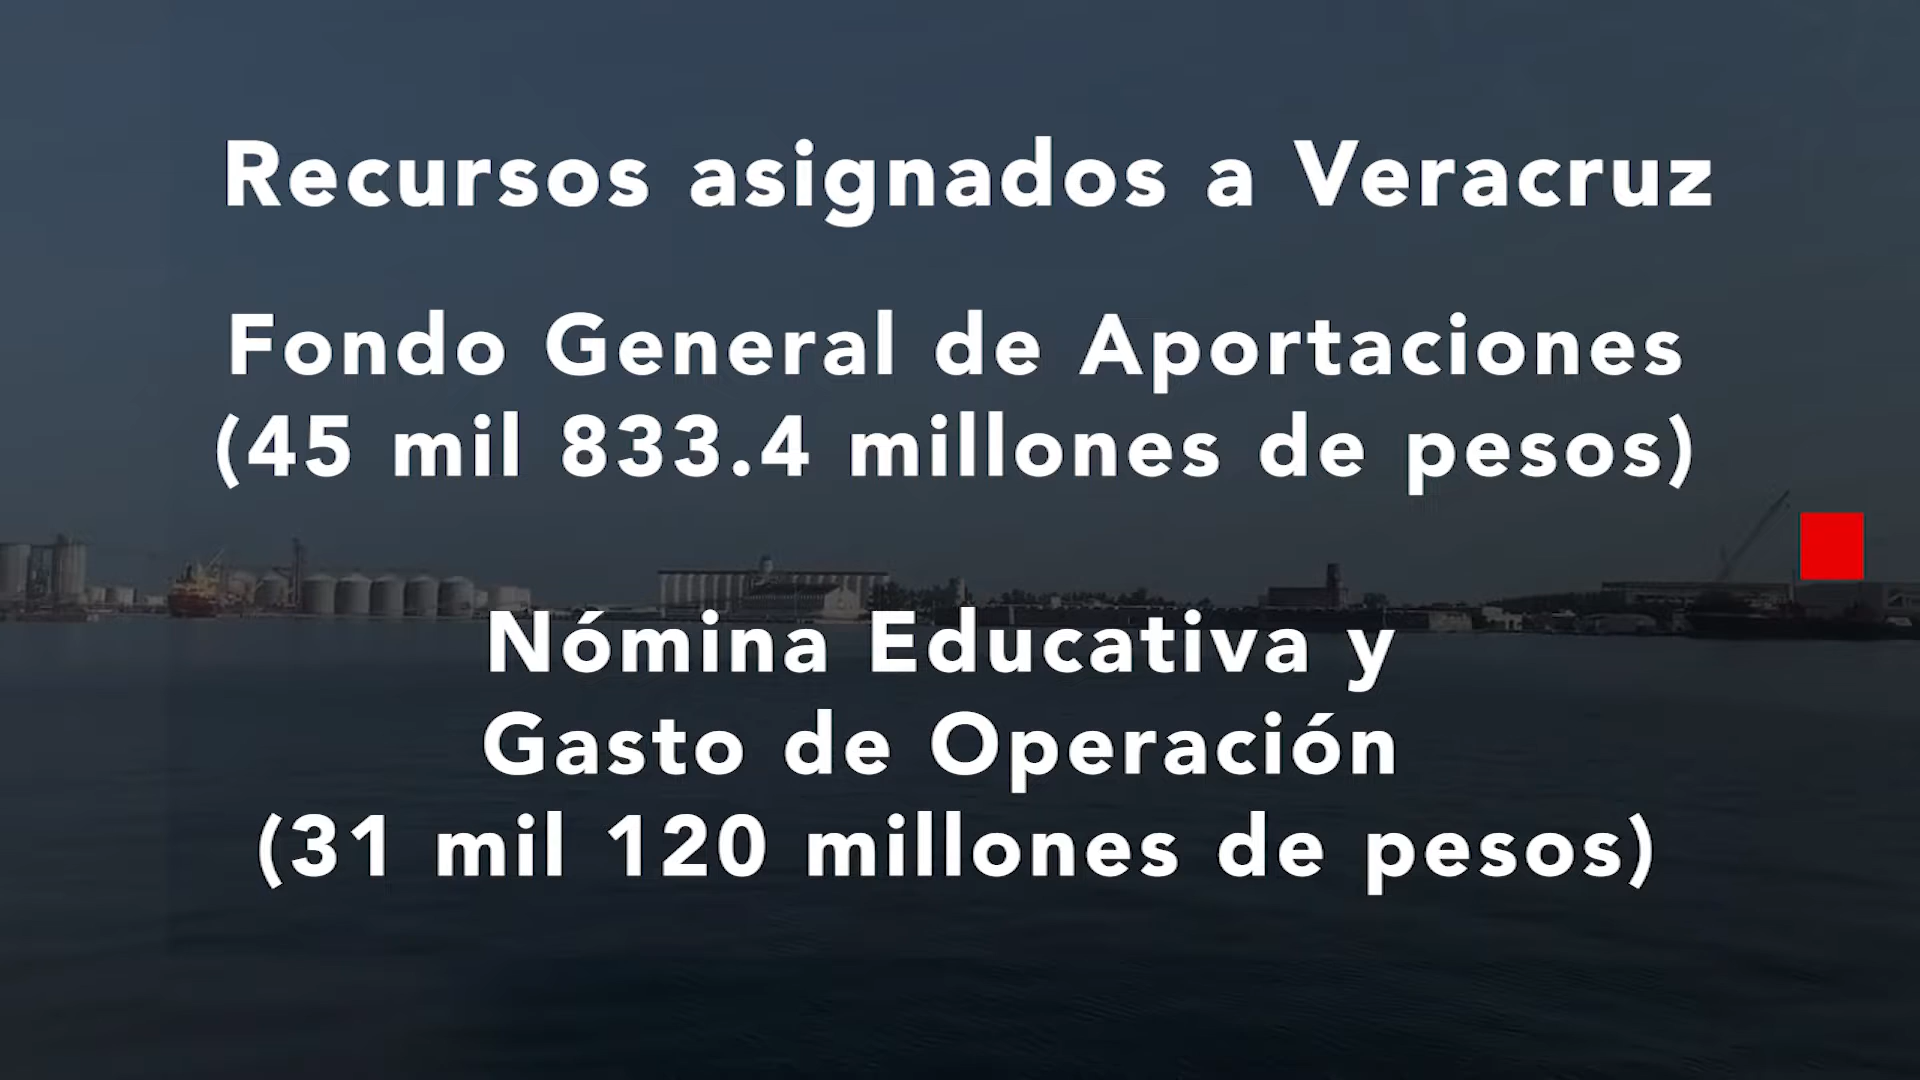 Recursos asignados a Veracruz
Fondo General de Aportaciones
(45 mil 833.4 millones de pesos)
Nómina Educativa y
Gasto de Operación
(31 mil 120 millones de pesos)